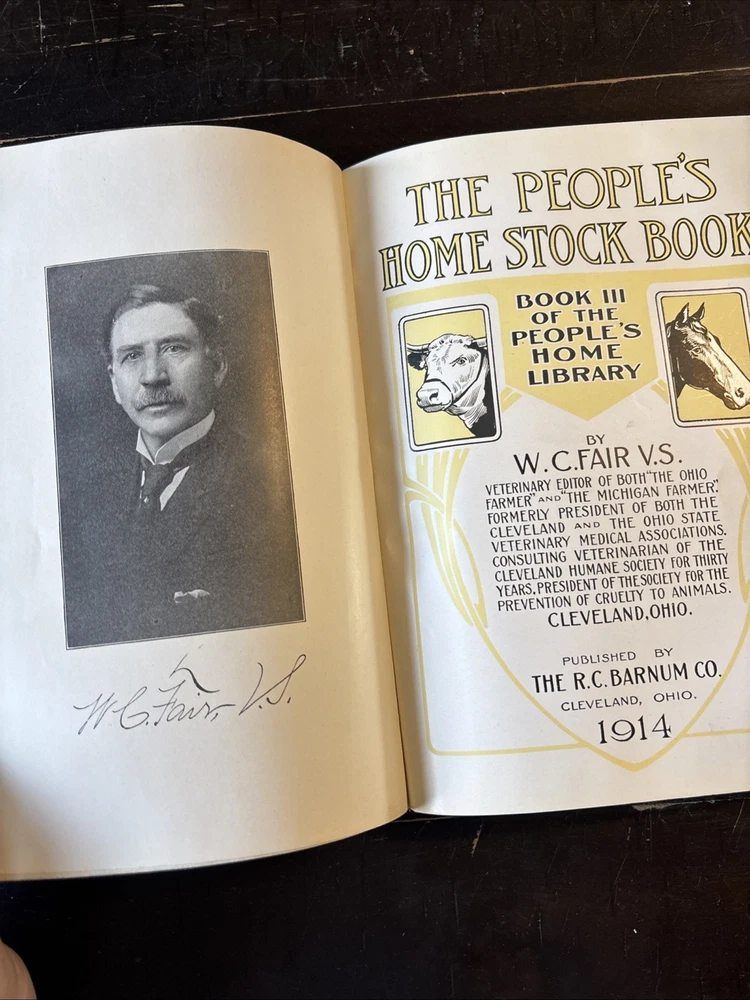 W. C. Fair, V.S.
THE PEOPLE'S
HOME STOCK BOOK
BOOK III
OF THE
PEOPLE'S
HOME
LIBRARY
BY
W. C. FAIR V.S.
VETERINARY EDITOR OF BOTH "THE OHIO
FARMER" AND "THE MICHIGAN FARMER".
FORMERLY PRESIDENT OF BOTH THE
CLEVELAND AND THE OHIO STATE
VETERINARY MEDICAL ASSOCIATIONS.
CONSULTING VETERINARIAN OF THE
CLEVELAND HUMANE SOCIETY FOR THIRTY
YEARS, PRESIDENT OF THE SOCIETY FOR THE
PREVENTION OF CRUELTY TO ANIMALS.
CLEVELAND, OHIO.
PUBLISHED BY
THE R.C. BARNUM CO.
CLEVELAND, OHIO.
1914